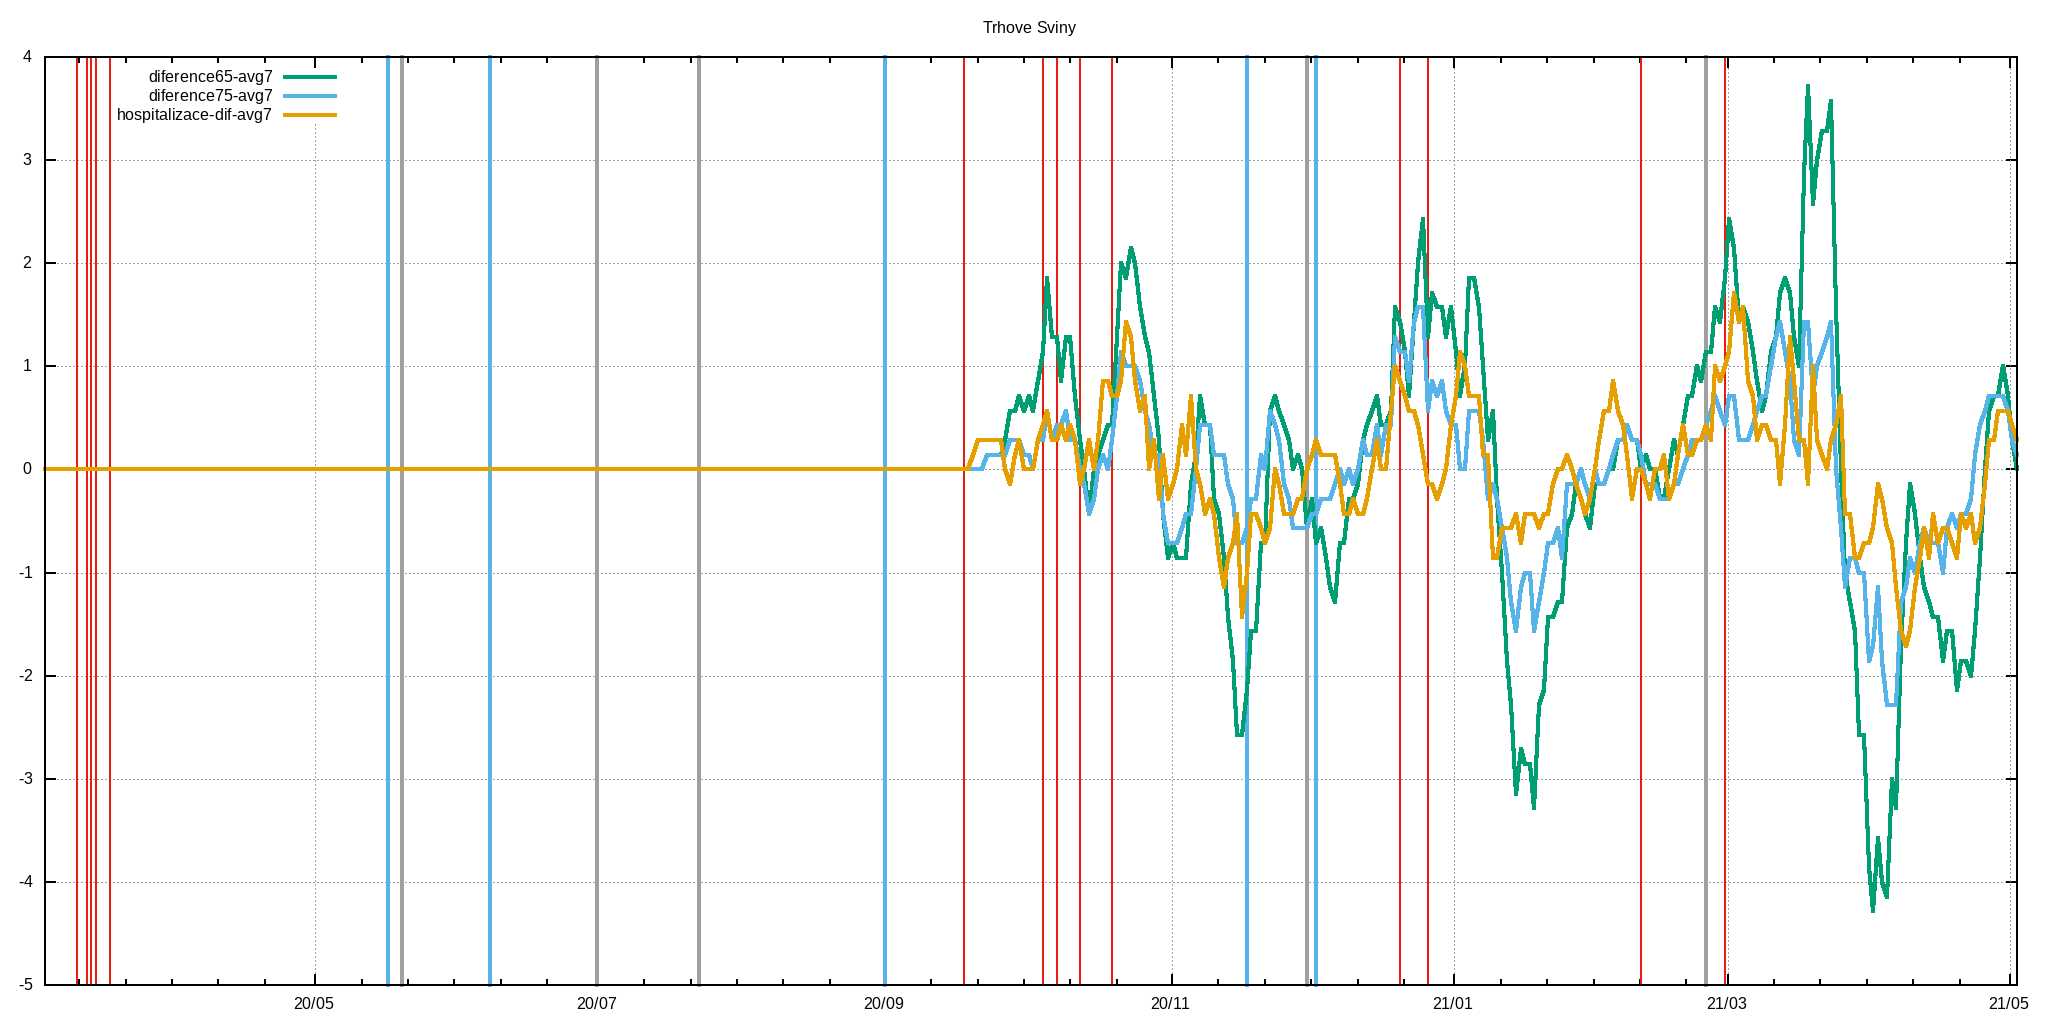 Trhove Sviny
4
diference65-avg7
diference75-avg7
hospitalizace-dif-avg7
3
2
1
0
-1
-2
-3
-4
-5
20/05 20/07 20/09 20/11 21/01 21/03 21/05